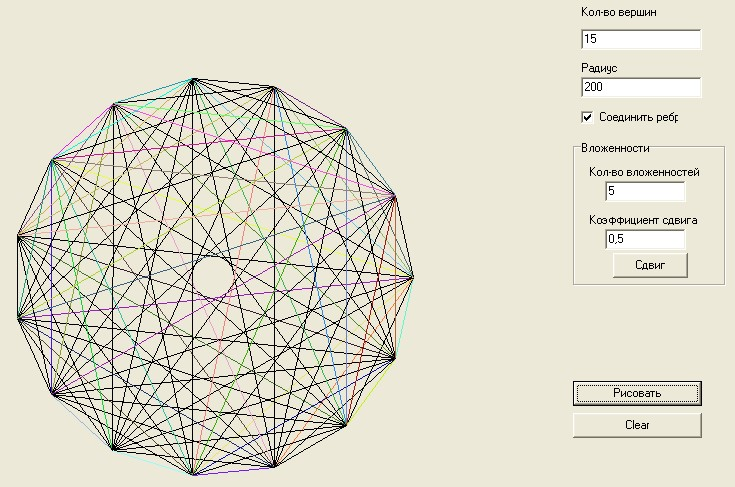 Кол-во вершин
15
Радиус
200
Соединить ребр
Вложенности
Кол-во вложенностей
5
Коэффициент сдвига
0,5
Сдвиг
Рисовать
Clear